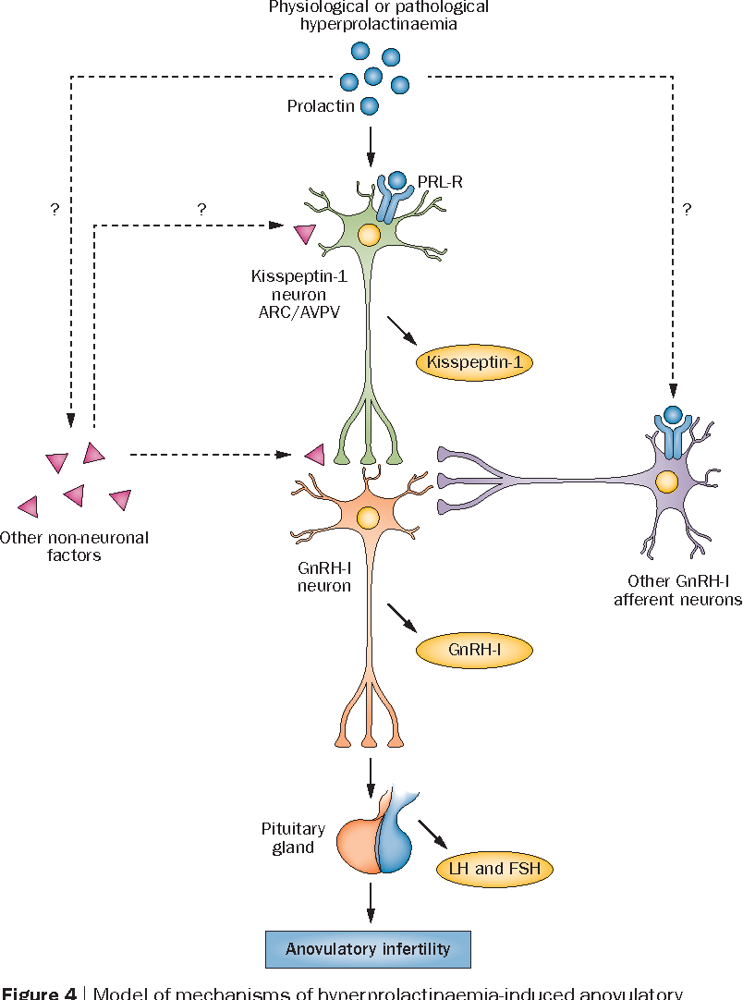 Physiological or pathological
hyperprolactinaemia
Prolactin
PRL-R
?
?
?
Kisspeptin-1
neuron
ARC/AVPV
Kisspeptin-1
Other non-neuronal
factors
GnRH-I
neuron
Other GnRH-I
afferent neurons
GnRH-I
Pituitary
gland
LH and FSH
Anovulatory infertility
Figure 4 | Model of mechanisms of hyperprolactinaemia-induced anovulatory